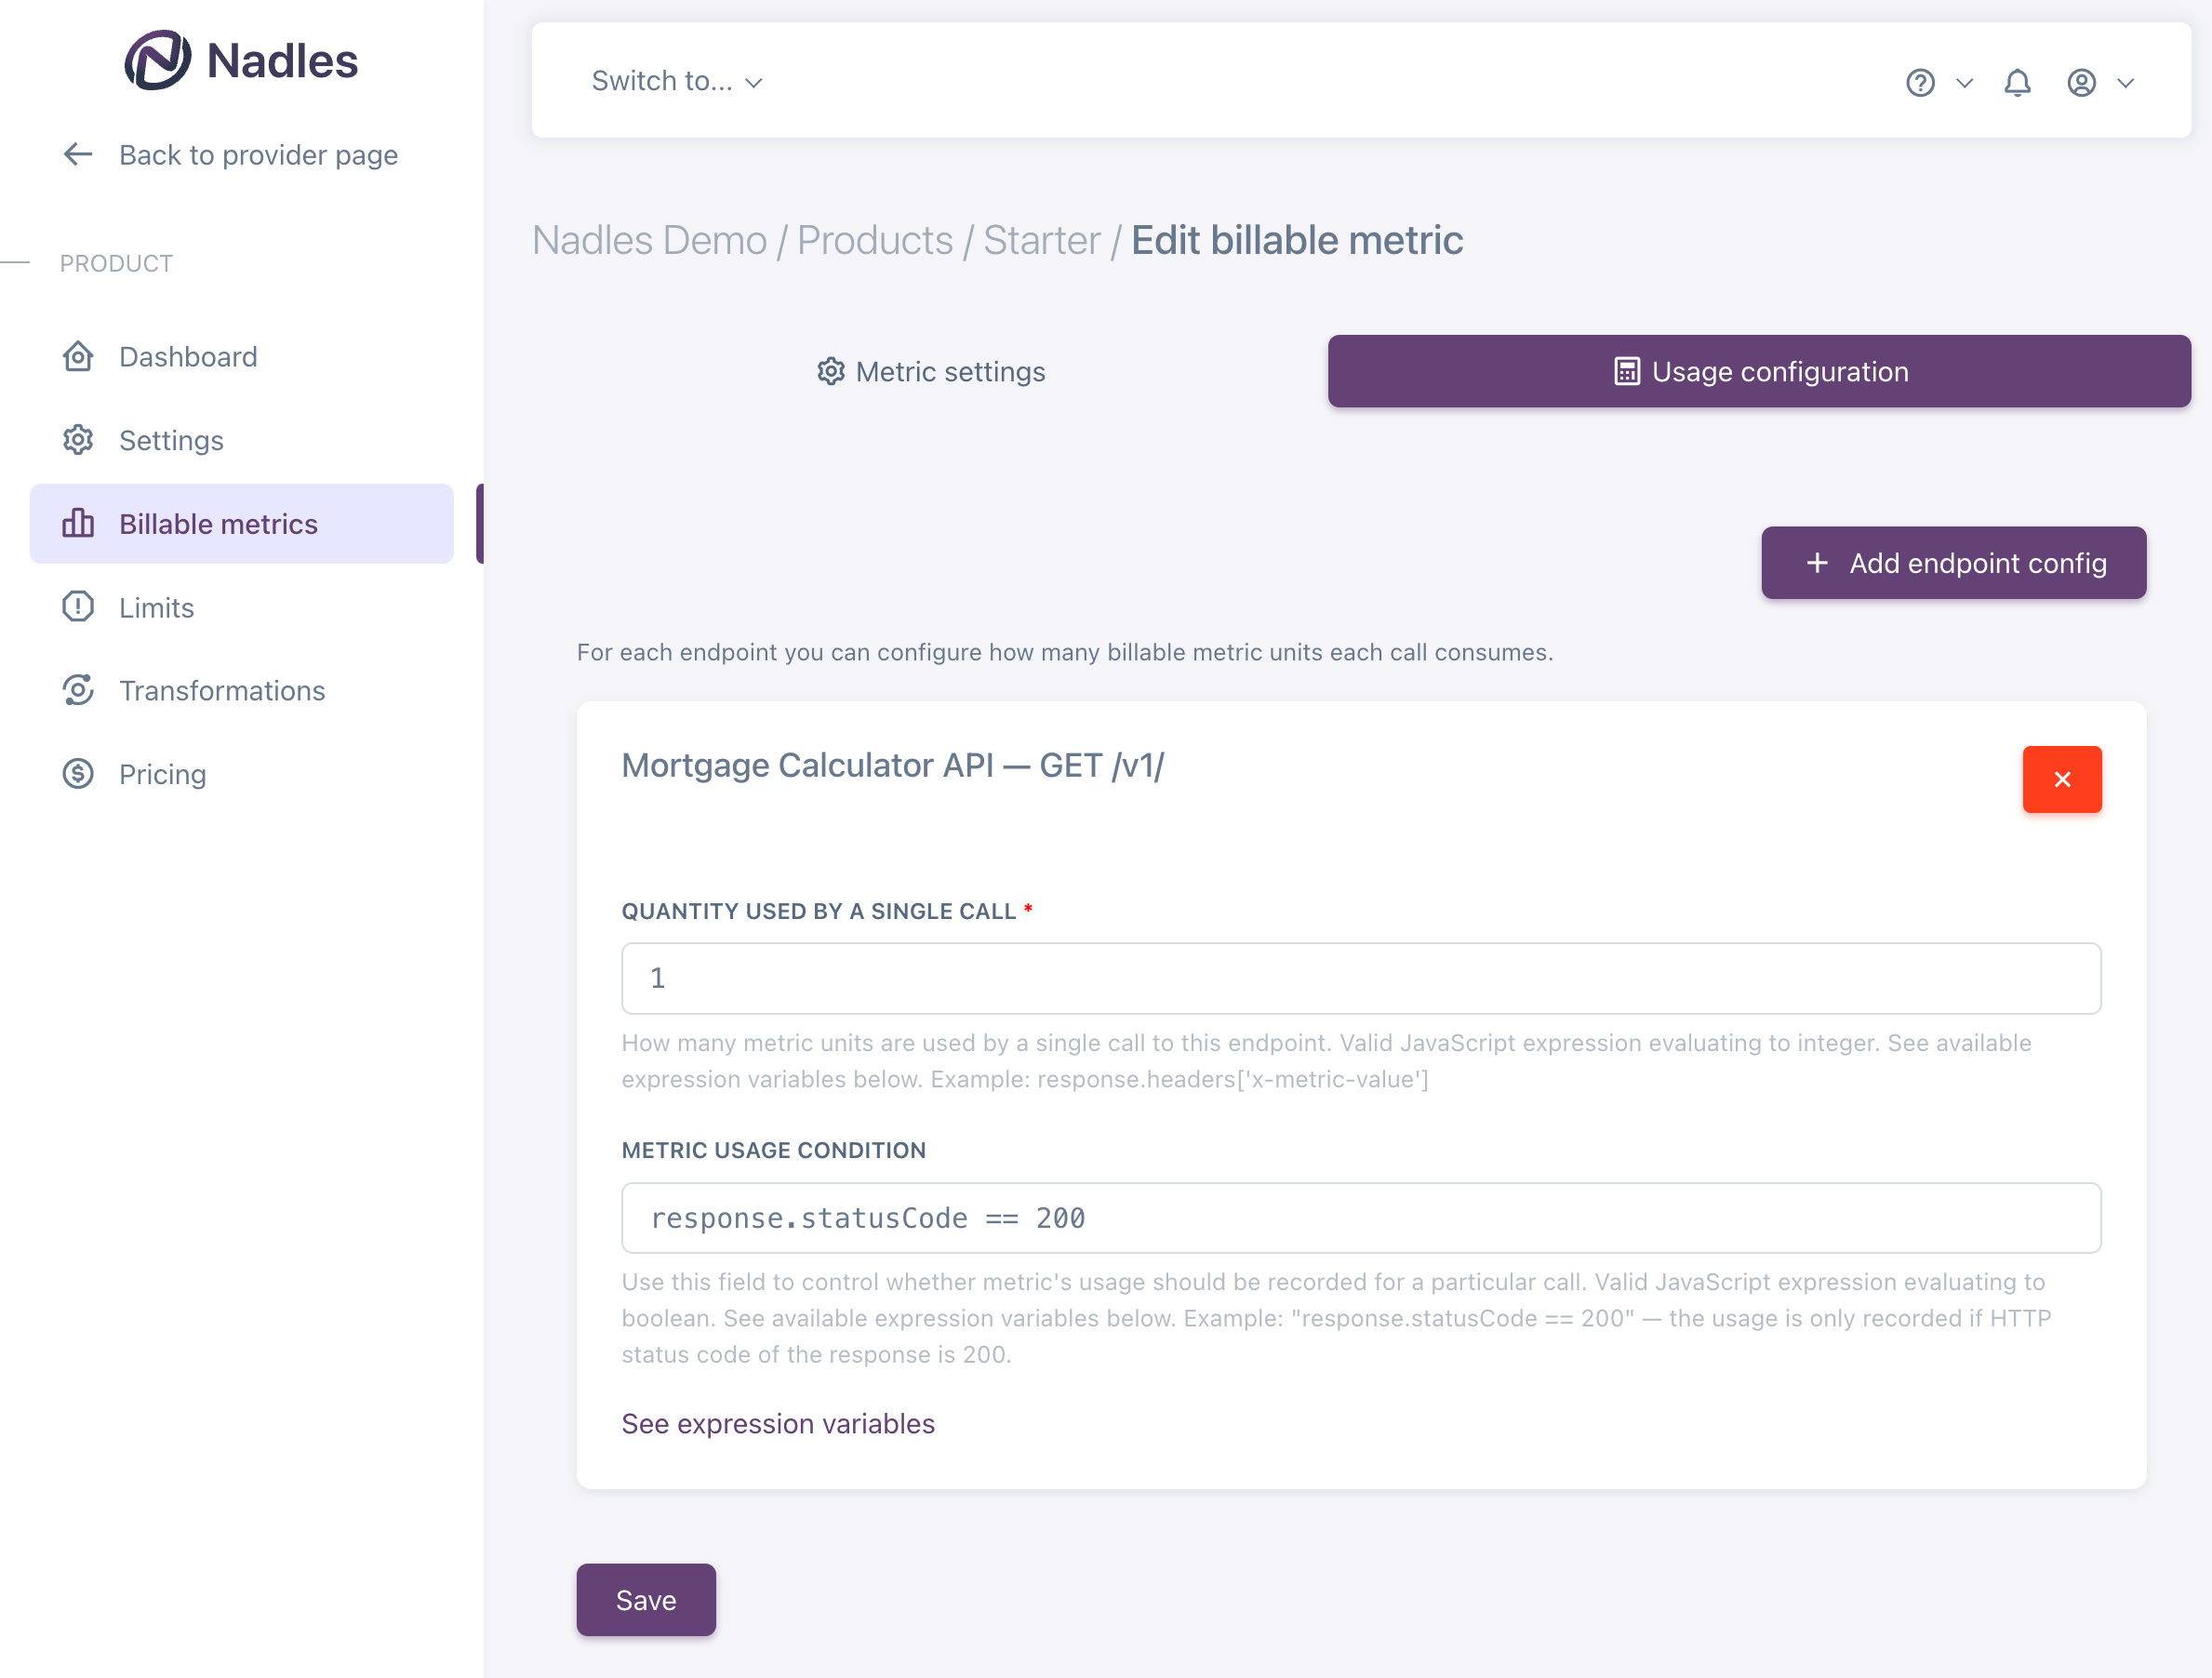 Nadles
Back to provider page
PRODUCT
Dashboard
Settings
Billable metrics
Limits
Transformations
Pricing
Switch to...
Nadles Demo / Products / Starter / Edit billable metric
Metric settings
Usage configuration
+ Add endpoint config
For each endpoint you can configure how many billable metric units each call consumes.
Mortgage Calculator API — GET /v1/
QUANTITY USED BY A SINGLE CALL *
1
How many metric units are used by a single call to this endpoint. Valid JavaScript expression evaluating to integer. See available
expression variables below. Example: response.headers['x-metric-value']
METRIC USAGE CONDITION
response.statusCode == 200
Use this field to control whether metric's usage should be recorded for a particular call. Valid JavaScript expression evaluating to
boolean. See available expression variables below. Example: "response.statusCode == 200" — the usage is only recorded if HTTP
status code of the response is 200.
See expression variables
Save